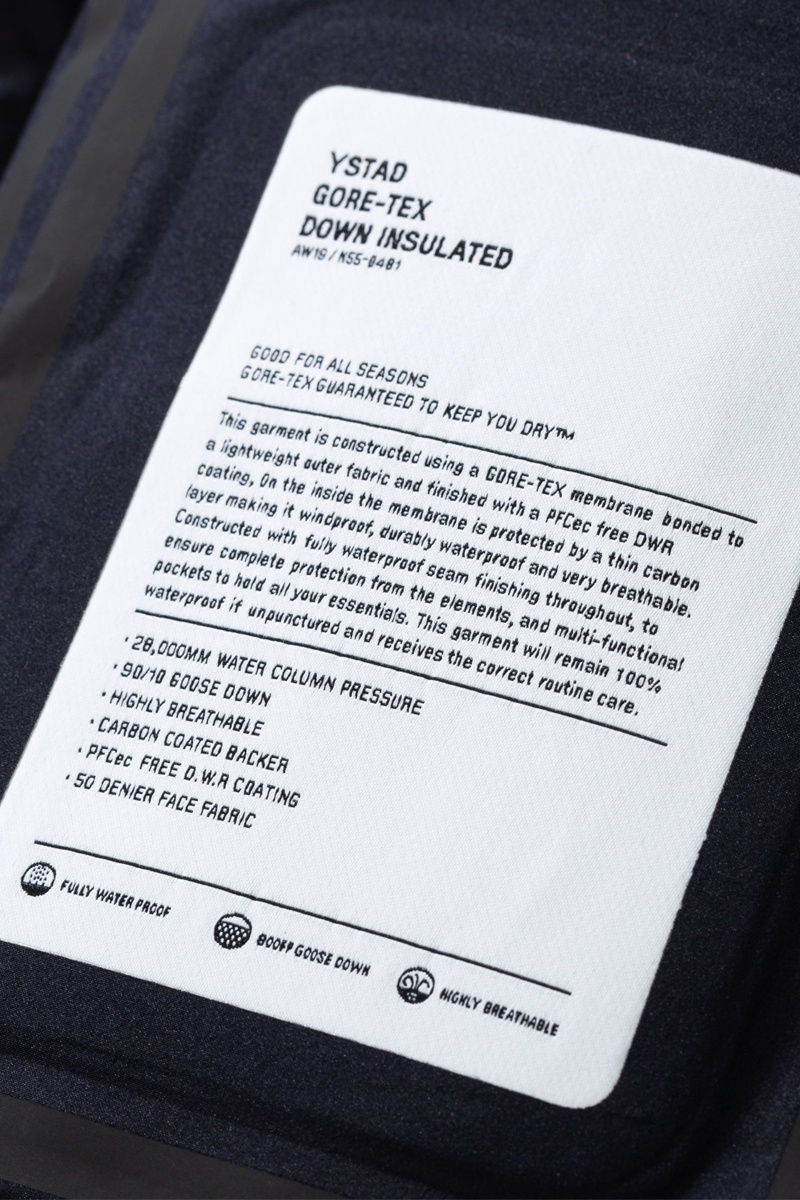 YSTAD
GORE-TEX
DOWN INSULATED
AW19 / N55-0481
GOOD FOR ALL SEASONS
GORE-TEX GUARANTEED TO KEEP YOU DRY™
This garment is constructed using a GORE-TEX membrane bonded to
a lightweight outer fabric and finished with a PFCec free DWR
coating, On the inside the membrane is protected by a thin carbon
layer making it windproof, durably waterproof and very breathable.
Constructed with fully waterproof seam finishing throughout, to
ensure complete protection from the elements, and multi-functional
pockets to hold all your essentials. This garment will remain 100%
waterproof if unpunctured and receives the correct routine care.
· 28,000MM WATER COLUMN PRESSURE
· 90/10 GOOSE DOWN
· HIGHLY BREATHABLE
· CARBON COATED BACKER
· PFCec FREE D.W.R COATING
· 50 DENIER FACE FABRIC
FULLY WATER PROOF
800FP GOOSE DOWN
HIGHLY BREATHABLE